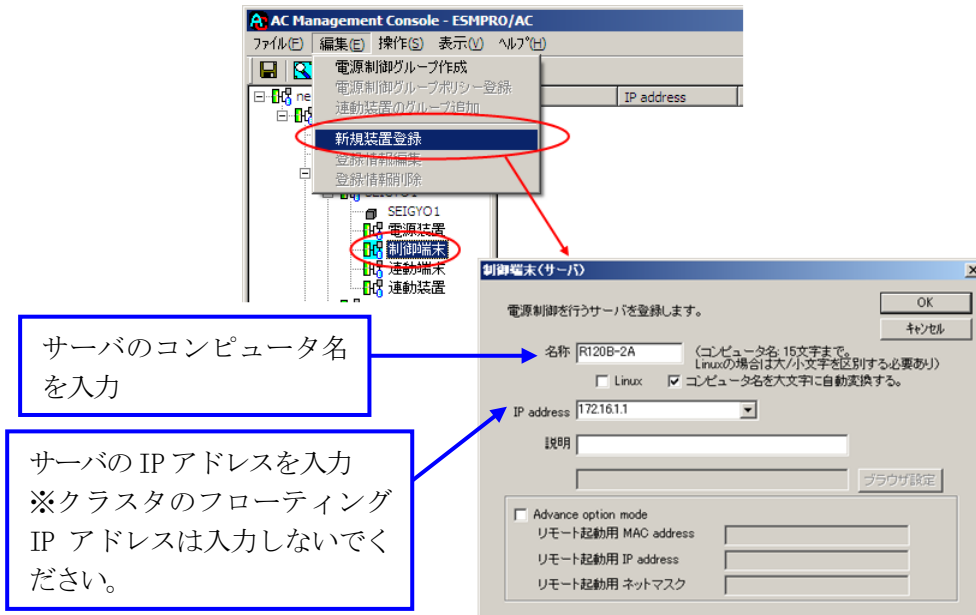 AC Management Console - ESMPRO/AC
ファイル(F) 編集(E) 操作(S) 表示(V) ヘルプ(H)
電源制御グループ作成
電源制御グループポリシー登録
連動装置のグループ追加
新規装置登録
登録情報編集
登録情報削除
ne
IP address
SEIGYO1
電源装置
制御端末
連動端末
連動装置
制御端末(サーバ)
電源制御を行うサーバを登録します。
OK
キャンセル
名称 R120B-2A (コンピュータ名: 15文字まで。
Linuxの場合は大/小文字を区別する必要あり)
Linux コンピュータ名を大文字に自動変換する。
IP address 172.16.1.1
説明
ブラウザ設定
Advance option mode
リモート起動用 MAC address
リモート起動用 IP address
リモート起動用 ネットマスク
サーバのコンピュータ名
を入力
サーバの IP アドレスを入力
※クラスタのフローティング
IP アドレスは入力しないでく
ださい。